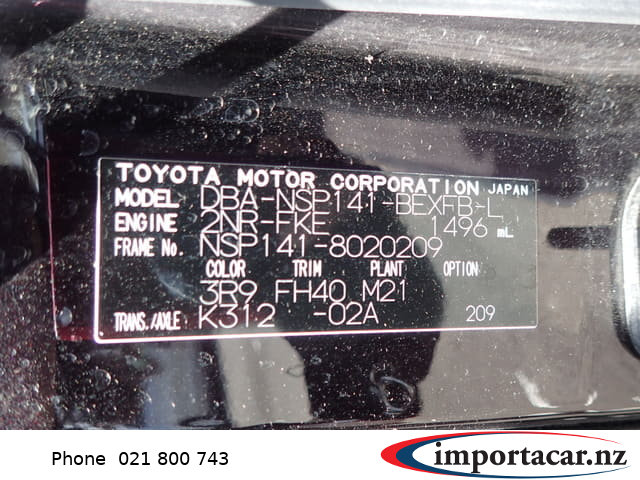 TOYOTA MOTOR CORPORATION JAPAN
MODEL DBA-NSP141-BEXFB-L
ENGINE 2NR-FKE 1496 mL
FRAME No. NSP141-8020209
COLOR TRIM PLANT OPTION
3R9 FH40 M21
TRANS./AXLE K312 -02A 209
Phone 021 800 743
importacar.nz